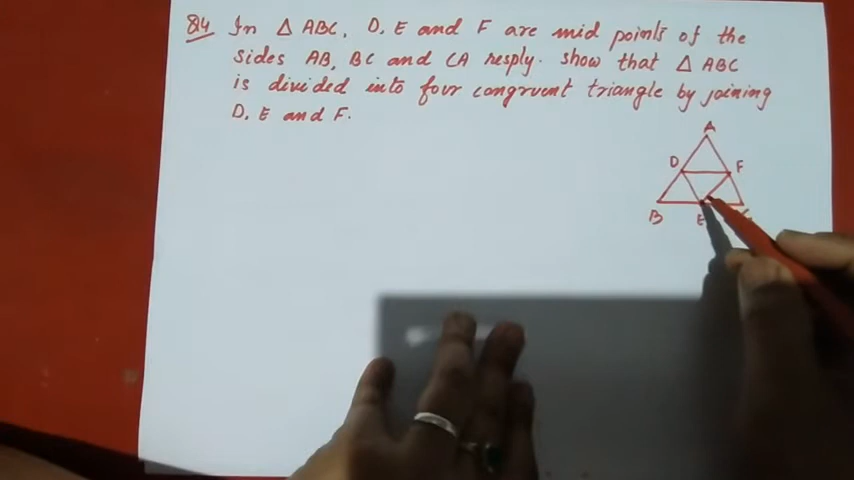 Q4 In △ ABC, D, E and F are mid points of the
sides AB, BC and CA resply. show that △ ABC
is divided into four congruent triangle by joining
D, E and F.
A
D F
B E C